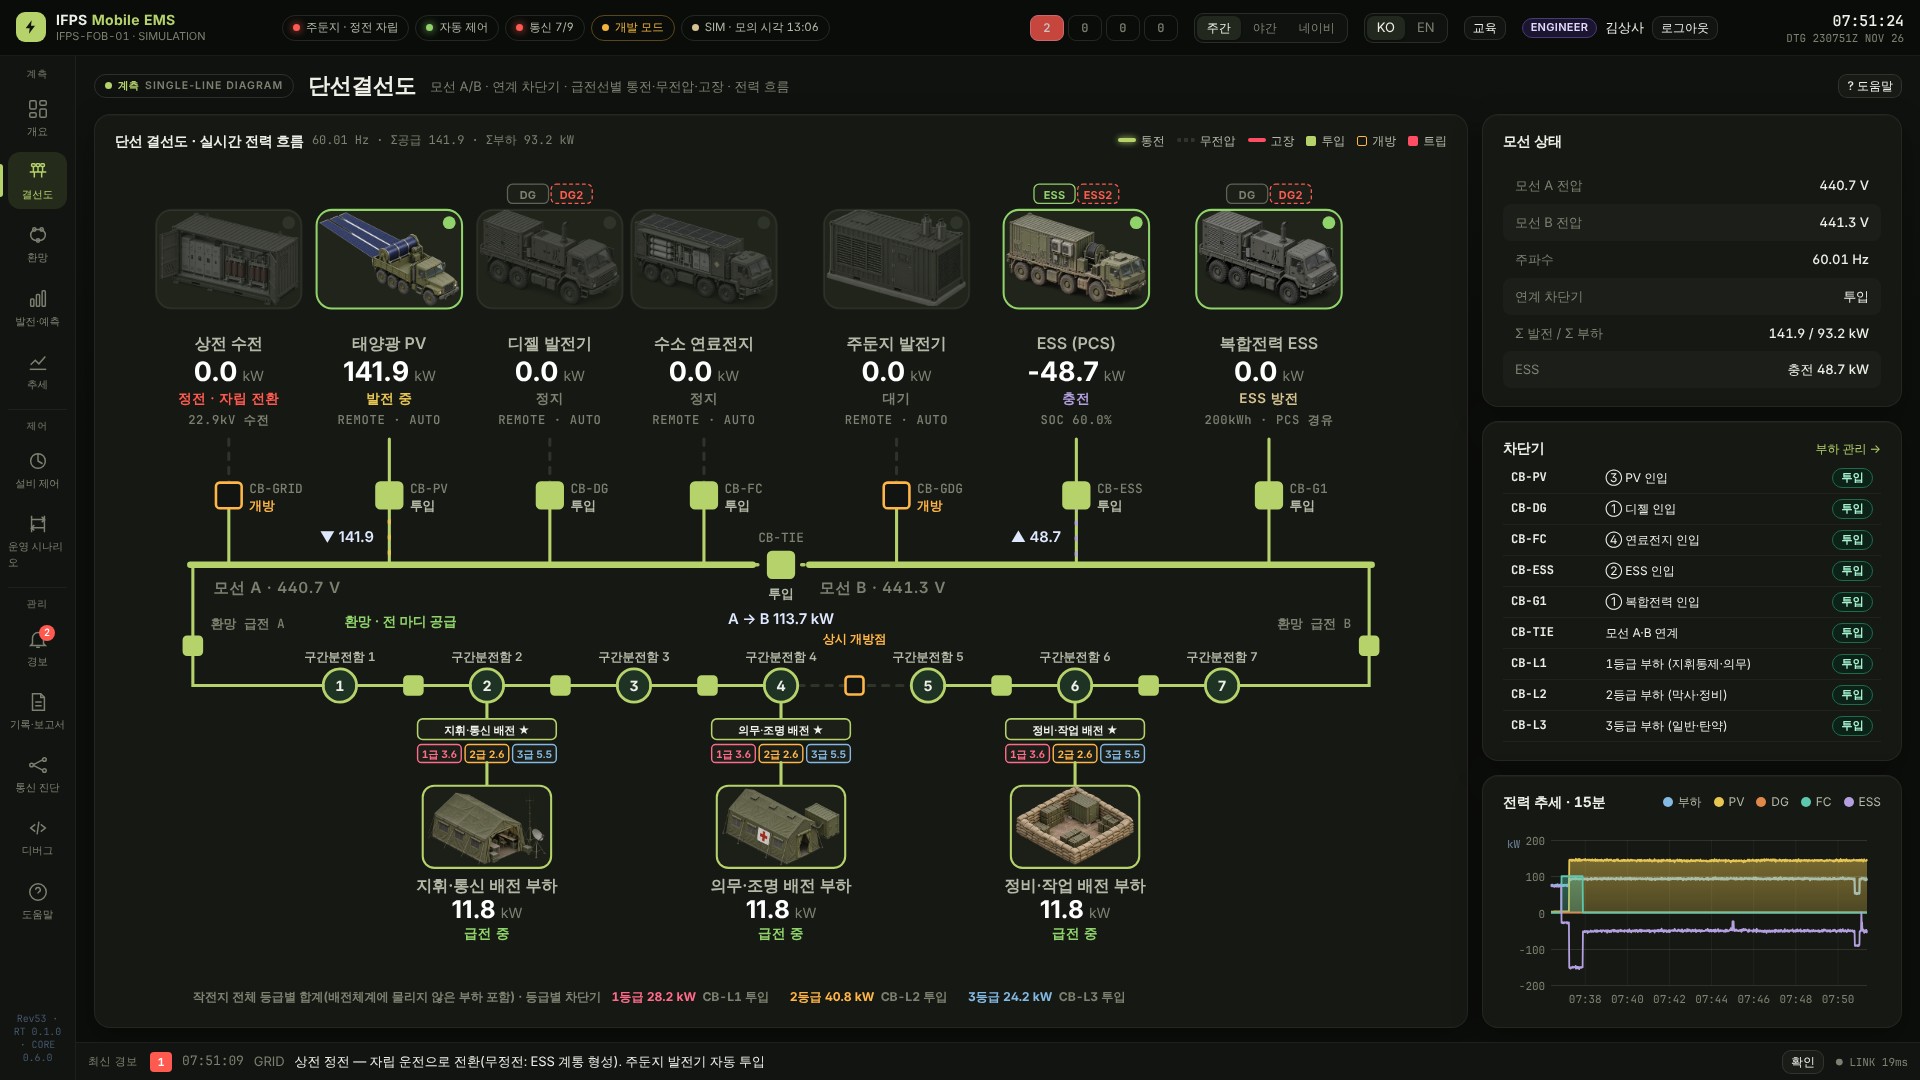 IFPS Mobile EMS
IFPS-FOB-01 · SIMULATION
주둔지 · 정전 자립
자동 제어
통신 7/9
개발 모드
SIM · 모의 시각 13:06
2 0 0 0
주간 야간 네이비
KO EN
교육
ENGINEER 김상사 로그아웃
07:51:24
DTG 230751Z NOV 26
계측
개요
결선도
환망
발전·예측
추세
제어
설비 제어
운영 시나리오
관리
2
경보
기록·보고서
통신 진단
디버그
도움말
Rev53 ·
RT 0.1.0
· CORE
0.6.0
계측 SINGLE-LINE DIAGRAM
단선결선도
모선 A/B · 연계 차단기 · 급전선별 통전·무전압·고장 · 전력 흐름
? 도움말
단선 결선도 · 실시간 전력 흐름 60.01 Hz · Σ공급 141.9 · Σ부하 93.2 kW
통전 무전압 고장 투입 개방 트립
DG DG2 ESS ESS2 DG DG2
상전 수전 태양광 PV 디젤 발전기 수소 연료전지 주둔지 발전기 ESS (PCS) 복합전력 ESS
0.0 kW 141.9 kW 0.0 kW 0.0 kW 0.0 kW -48.7 kW 0.0 kW
정전 · 자립 전환 발전 중 정지 정지 대기 충전 ESS 방전
22.9kV 수전 REMOTE · AUTO REMOTE · AUTO REMOTE · AUTO REMOTE · AUTO SOC 60.0% 200kWh · PCS 경유
CB-GRID CB-PV CB-DG CB-FC CB-GDG CB-ESS CB-G1
개방 투입 투입 투입 개방 투입 투입
▼ 141.9 CB-TIE ▲ 48.7
모선 A · 440.7 V 투입 모선 B · 441.3 V
환망 급전 A 환망 · 전 마디 공급 A → B 113.7 kW 환망 급전 B
상시 개방점
구간분전함 1 구간분전함 2 구간분전함 3 구간분전함 4 구간분전함 5 구간분전함 6 구간분전함 7
1 2 3 4 5 6 7
지휘·통신 배전 ★ 의무·조명 배전 ★ 정비·작업 배전 ★
1급 3.6 2급 2.6 3급 5.5 1급 3.6 2급 2.6 3급 5.5 1급 3.6 2급 2.6 3급 5.5
지휘·통신 배전 부하 의무·조명 배전 부하 정비·작업 배전 부하
11.8 kW 11.8 kW 11.8 kW
급전 중 급전 중 급전 중
작전지 전체 등급별 합계(배전체계에 물리지 않은 부하 포함) · 등급별 차단기 1등급 28.2 kW CB-L1 투입 2등급 40.8 kW CB-L2 투입 3등급 24.2 kW CB-L3 투입
모선 상태
모선 A 전압 440.7 V
모선 B 전압 441.3 V
주파수 60.01 Hz
연계 차단기 투입
Σ 발전 / Σ 부하 141.9 / 93.2 kW
ESS 충전 48.7 kW
차단기 부하 관리 →
CB-PV ③ PV 인입 투입
CB-DG ① 디젤 인입 투입
CB-FC ④ 연료전지 인입 투입
CB-ESS ② ESS 인입 투입
CB-G1 ① 복합전력 인입 투입
CB-TIE 모선 A·B 연계 투입
CB-L1 1등급 부하 (지휘통제·의무) 투입
CB-L2 2등급 부하 (막사·정비) 투입
CB-L3 3등급 부하 (일반·탄약) 투입
전력 추세 · 15분 부하 PV DG FC ESS
kW 200
100
0
-100
-200
07:38 07:40 07:42 07:44 07:46 07:48 07:50
최신 경보 1 07:51:09 GRID 상전 정전 — 자립 운전으로 전환(무정전: ESS 계통 형성). 주둔지 발전기 자동 투입 확인 LINK 19ms